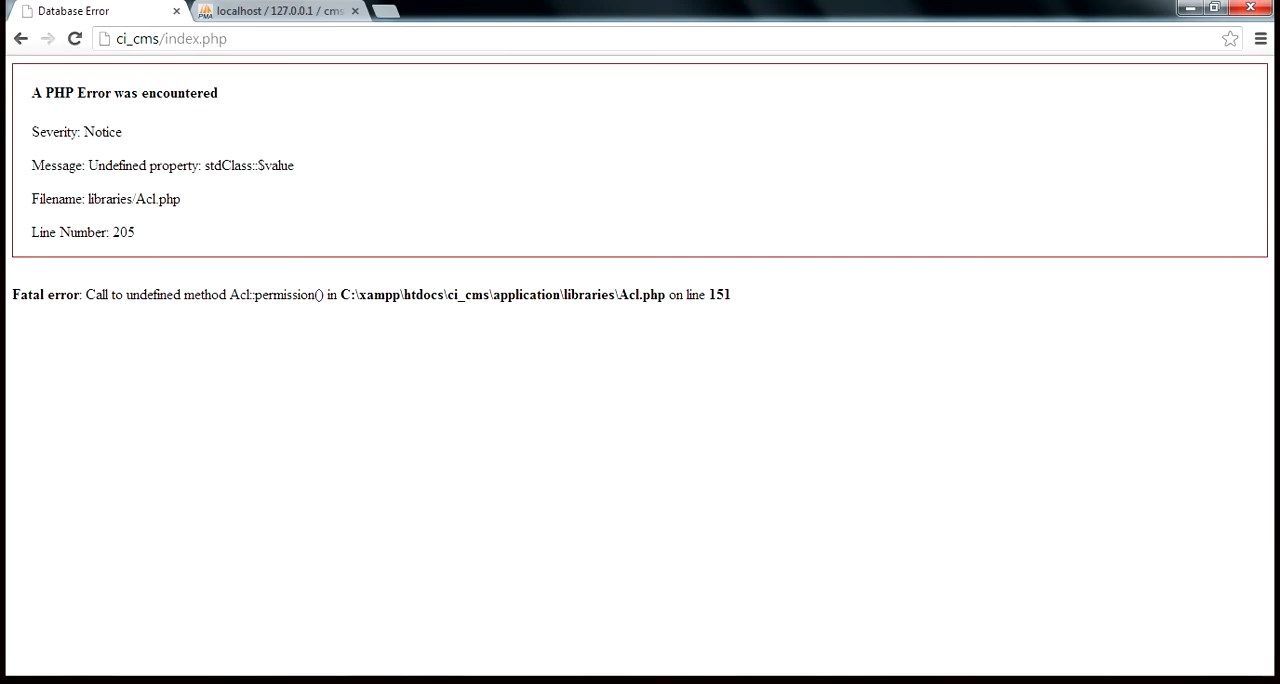 Database Error
localhost / 127.0.0.1 / cms
ci_cms/index.php
A PHP Error was encountered
Severity: Notice
Message: Undefined property: stdClass::$value
Filename: libraries/Acl.php
Line Number: 205
Fatal error: Call to undefined method Acl::permission() in C:\xampp\htdocs\ci_cms\application\libraries\Acl.php on line 151